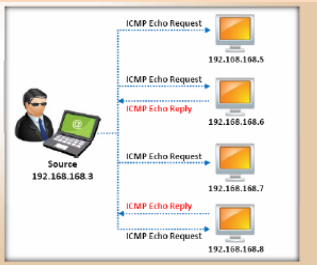 ICMP Echo Request
192.168.168.5
ICMP Echo Request
ICMP Echo Reply
192.168.168.6
@
Source
192.168.168.3
ICMP Echo Request
192.168.168.7
ICMP Echo Reply
ICMP Echo Request
192.168.168.8